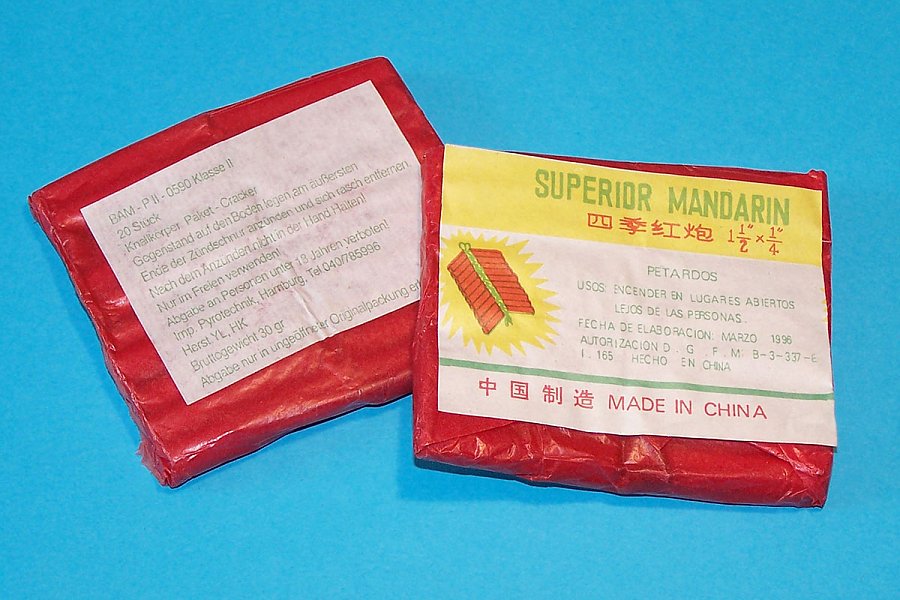 BAM - P II - 0590 Klasse II
20 Stück
Knallkörper Paket - Cracker
Gegenstand auf den Boden legen am äußersten
Ende der Zündschnur anzünden und sich rasch entfernen.
Nach dem Anzünden nicht in der Hand Halten!
Nur im Freien verwenden!
Abgabe an Personen unter 18 Jahren verboten!
Imp. Pyrotechnik, Hamburg, Tel 040/785996
Herst. YL. HK
Bruttogewicht 30 gr
Abgabe nur in ungeöffneter Originalpackung er
SUPERIOR MANDARIN
四季红炮 1 1/2" x 1/4"
PETARDOS
USOS: ENCENDER EN LUGARES ABIERTOS
LEJOS DE LAS PERSONAS.
FECHA DE ELABORACION: MARZO 1996
AUTORIZACION D. G. F. M. B-3-337-E
I. 165 HECHO EN CHINA
中国制造 MADE IN CHINA